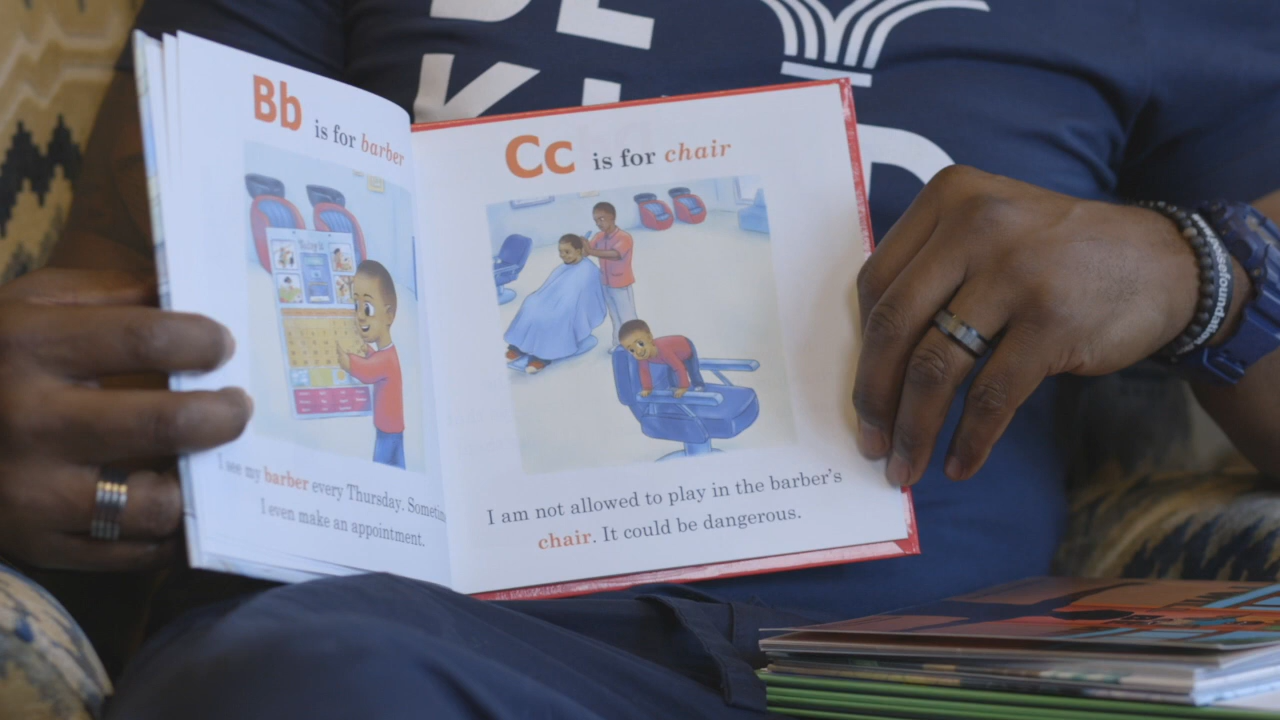 Bb is for barber
I see my barber every Thursday. Sometim
I even make an appointment.
Cc is for chair
I am not allowed to play in the barber's
chair. It could be dangerous.